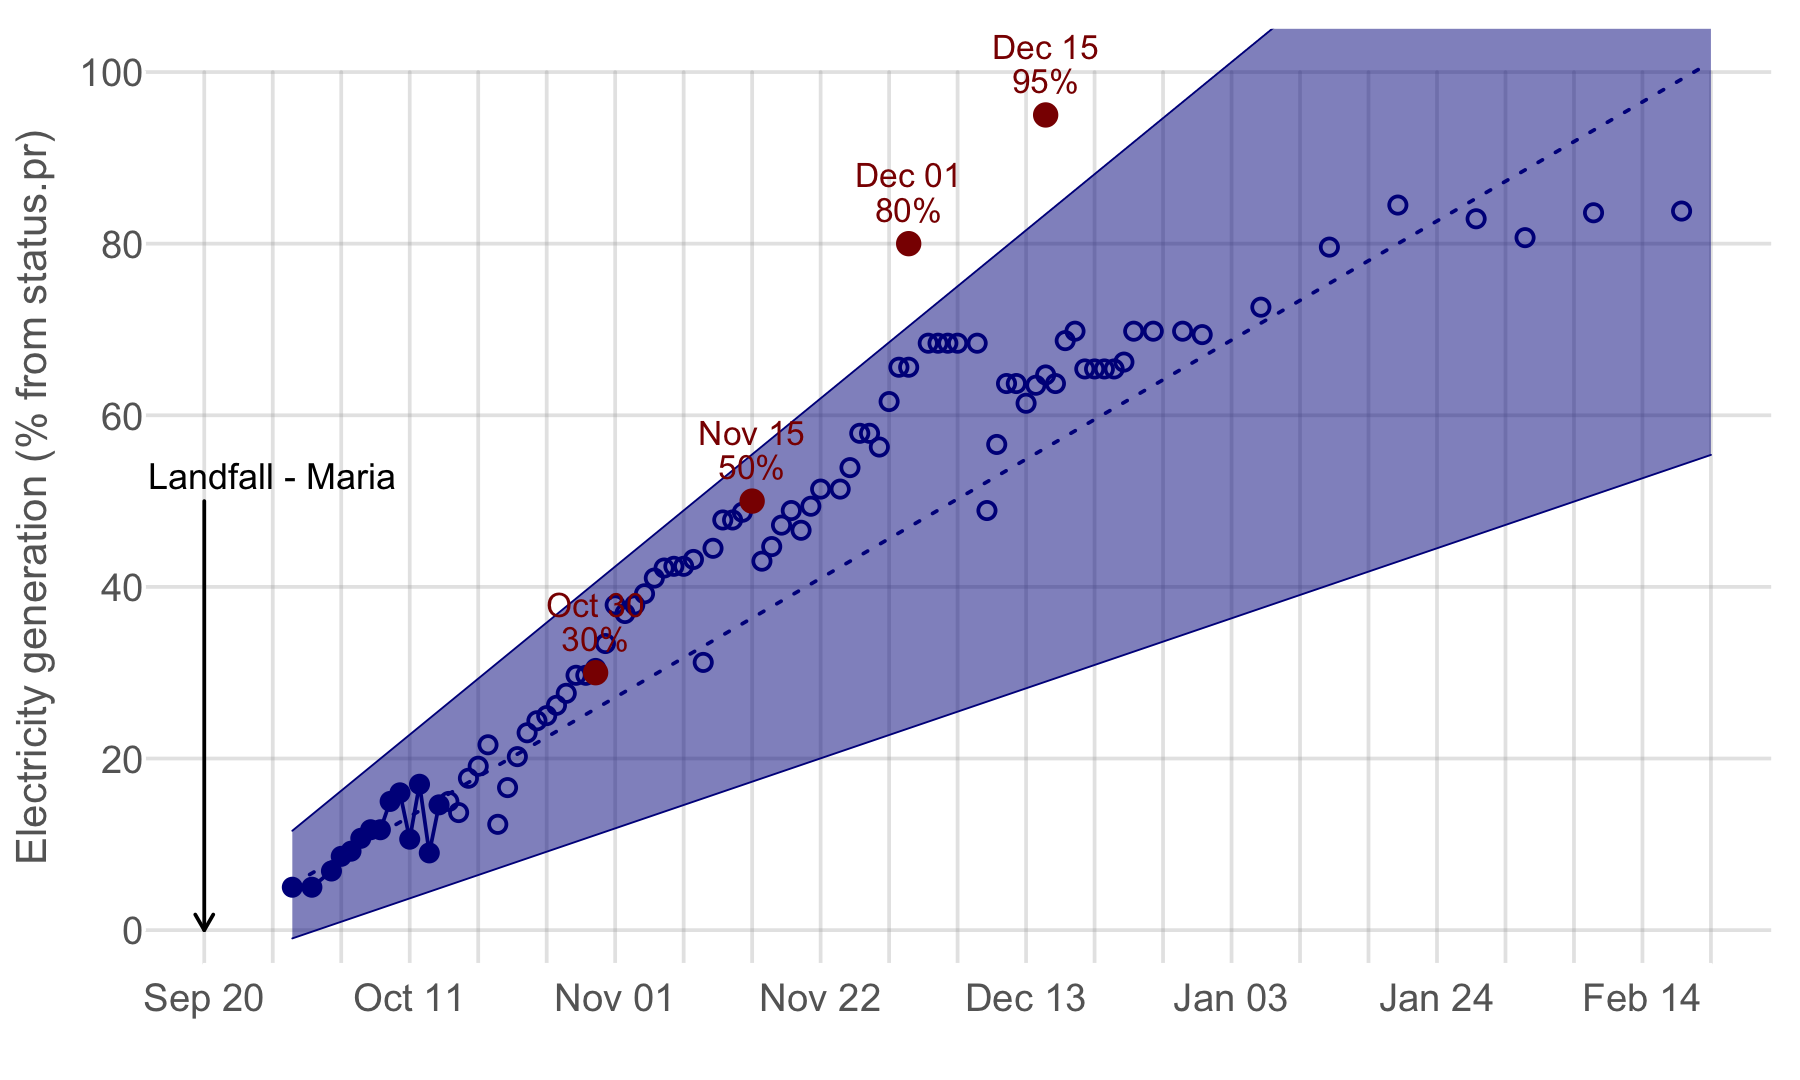 Dec 15
95%
100
Dec 01
80%
80
Electricity generation (% from status.pr)
60
Nov 15
50%
Landfall - Maria
40
Oct 30
30%
20
0
Sep 20
Oct 11
Nov 01
Nov 22
Dec 13
Jan 03
Jan 24
Feb 14